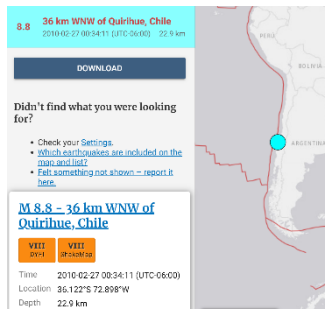 8.8
36 km WNW of
Quirihue, Chile
2010-02-27 00:34:11 (UTC-06:00) 22.9 km
DOWNLOAD
Didn't find what you were looking
for?
• Check your Settings.
• Which earthquakes are included on the
map and list?
• Felt something not shown – report it
here.
M 8.8 - 36 km WNW of
Quirihue, Chile
VIII
DYFI
VIII
ShakeMap
Time 2010-02-27 00:34:11 (UTC-06:00)
Location 36.122°S 72.898°W
Depth 22.9 km
PERU
BOLIVIA
ARGENTINA